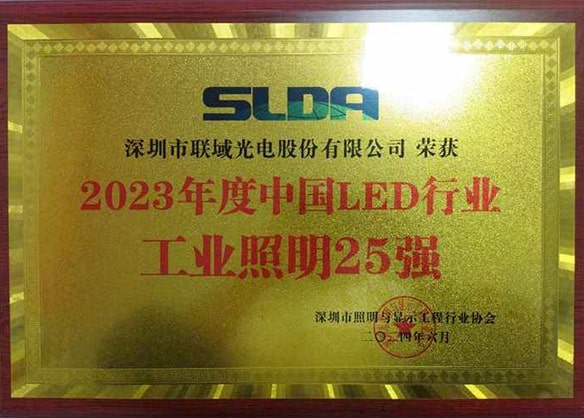 SLDA
深圳市联域光电股份有限公司 荣获
2023年度中国LED行业
工业照明25强
深圳市照明与显示工程行业协会
二〇二四年六月